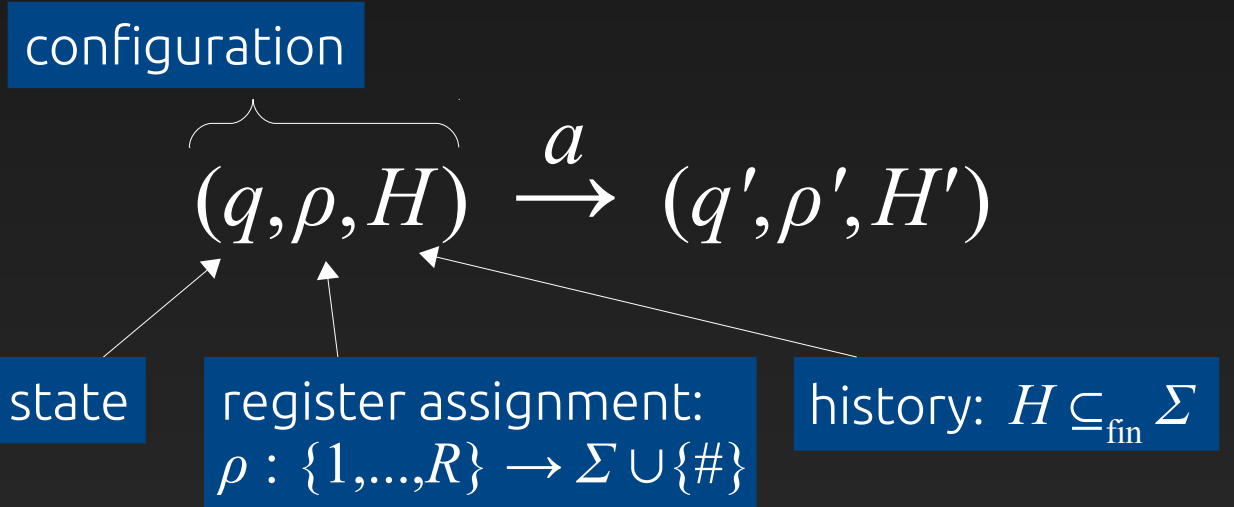 configuration
a
(q,ρ,H) ⟶ (q′,ρ′,H′)
state
register assignment:
ρ : {1,...,R} → Σ ∪ {#}
history: H ⊆fin Σ